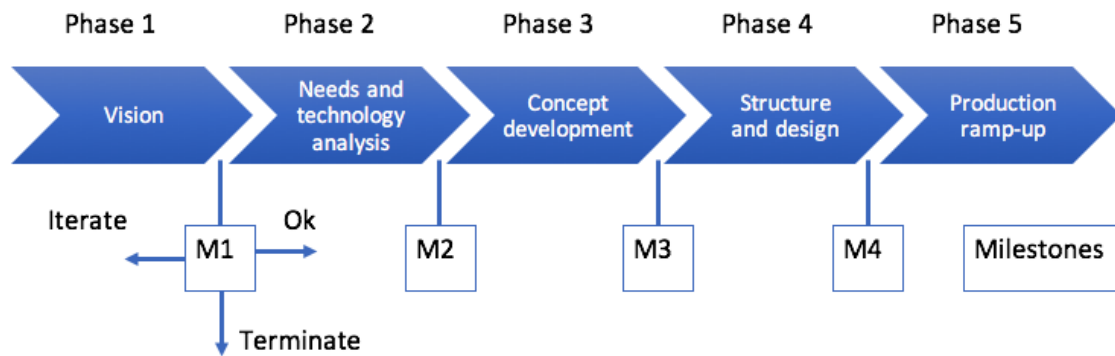 Phase 1
Phase 2
Phase 3
Phase 4
Phase 5
Vision
Needs and
technology
analysis
Concept
development
Structure
and design
Production
ramp-up
Iterate
M1
Ok
M2
M3
M4
Milestones
Terminate